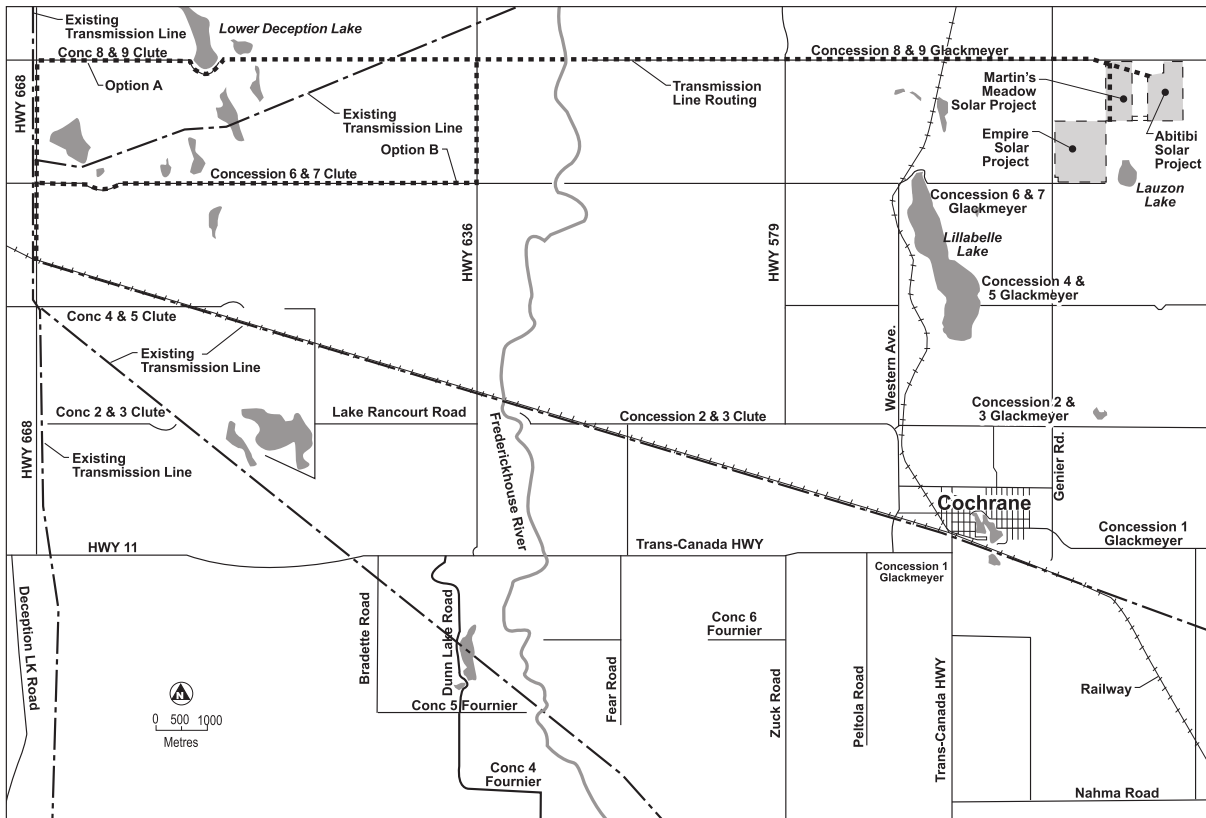 Existing
Transmission Line
Lower Deception Lake
Conc 8 & 9 Clute
Concession 8 & 9 Glackmeyer
Option A
Transmission
Line Routing
Martin's
Meadow
Solar Project
HWY 668
Existing
Transmission Line
Option B
Empire
Solar
Project
Abitibi
Solar
Project
Concession 6 & 7 Clute
Concession 6 & 7
Glackmeyer
Lauzon
Lake
HWY 636
HWY 579
Lillabelle
Lake
Concession 4 &
5 Glackmeyer
Conc 4 & 5 Clute
Existing
Transmission Line
Western Ave.
Conc 2 & 3 Clute
Lake Rancourt Road
Concession 2 & 3 Clute
Concession 2 &
3 Glackmeyer
HWY 668
Existing
Transmission Line
Frederickhouse River
Genier Rd.
Cochrane
HWY 11
Trans-Canada HWY
Concession 1
Glackmeyer
Concession 1
Glackmeyer
Deception LK Road
Bradette Road
Dunn Lake Road
Conc 6
Fournier
Fear Road
Zuck Road
Peltola Road
Trans-Canada HWY
Railway
N
0 500 1000
Metres
Conc 5 Fournier
Conc 4
Fournier
Nahma Road